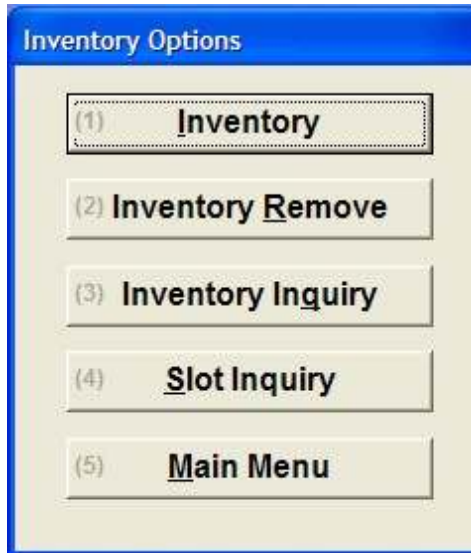 Inventory Options
(1) Inventory
(2) Inventory Remove
(3) Inventory Inquiry
(4) Slot Inquiry
(5) Main Menu